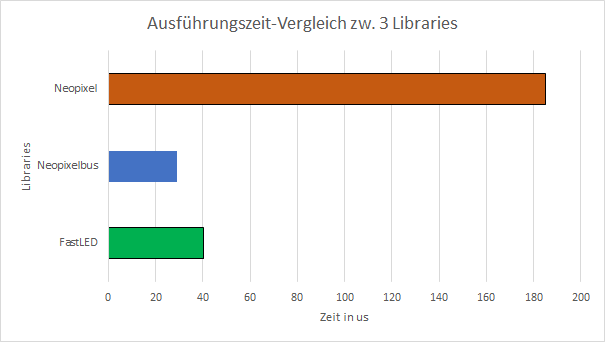 Ausführungszeit-Vergleich zw. 3 Libraries
Neopixel
Neopixelbus
FastLED
Libraries
0 20 40 60 80 100 120 140 160 180 200
Zeit in us